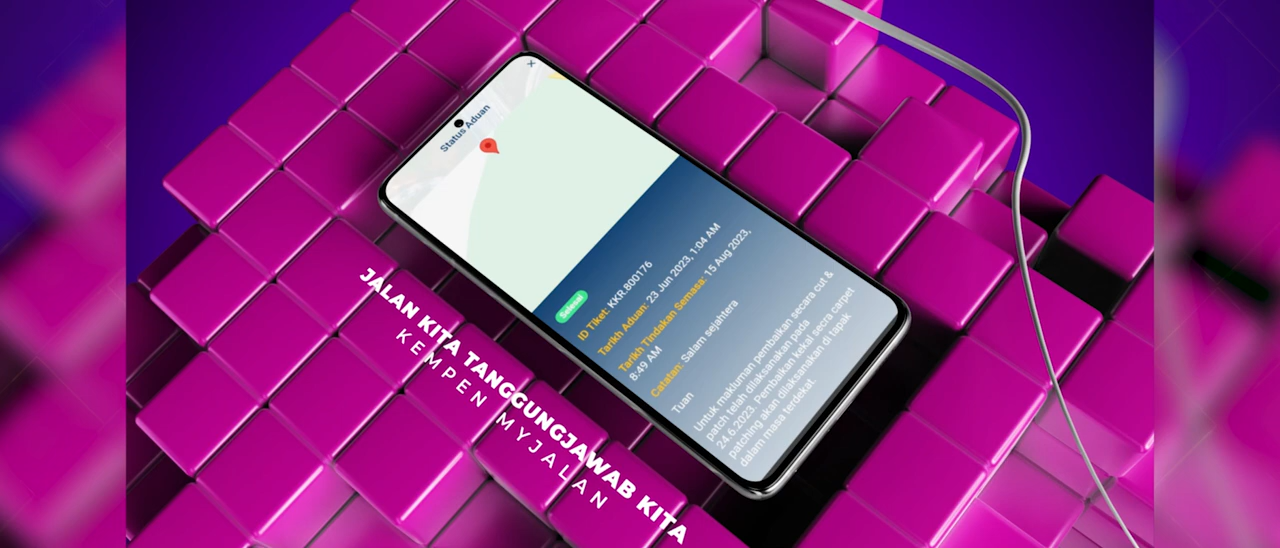 Status Aduan
Selesai
ID Tiket: KKR.800176
Tarikh Aduan: 23 Jun 2023, 1:04 AM
Tarikh Tindakan Semasa: 15 Aug 2023,
8:49 AM
Catatan: Salam sejahtera
Tuan
Untuk makluman pembaikan secara cut &
patch telah dilaksanakan pada
24.6.2023. Pembaikan kekal secra carpet
patching akan dilaksanakan di tapak
dalam masa terdekat.
JALAN KITA TANGGUNGJAWAB KITA
KEMPEN MYJALAN